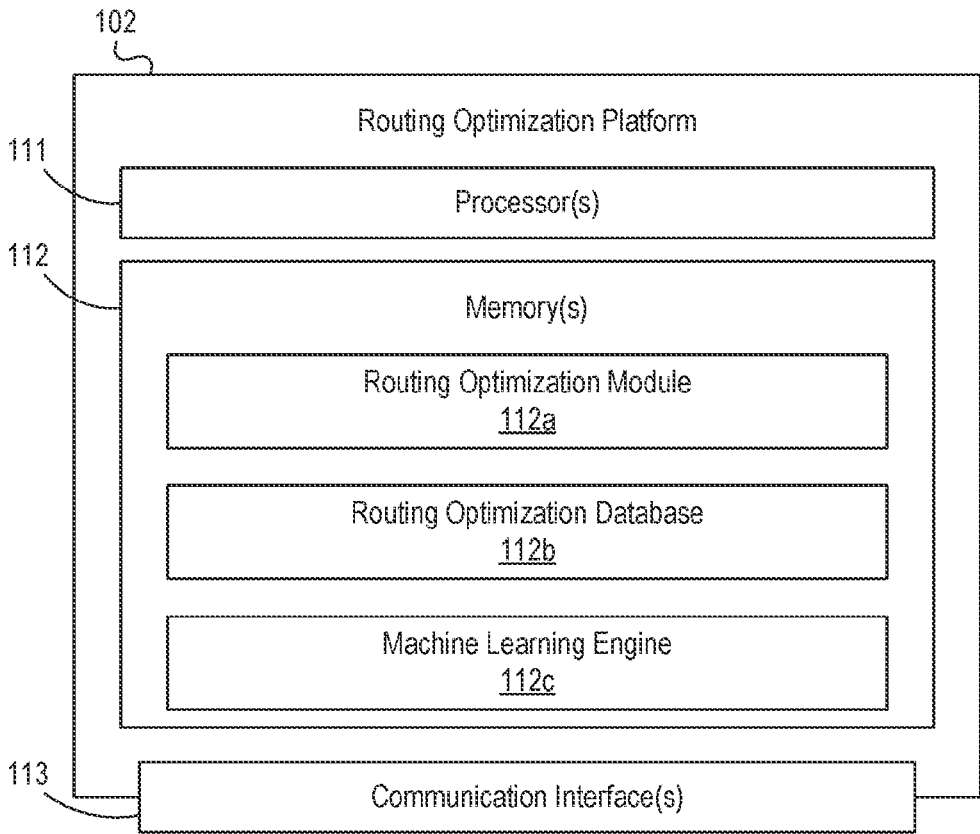 102
Routing Optimization Platform
111
Processor(s)
112
Memory(s)
Routing Optimization Module
112a
Routing Optimization Database
112b
Machine Learning Engine
112c
113
Communication Interface(s)